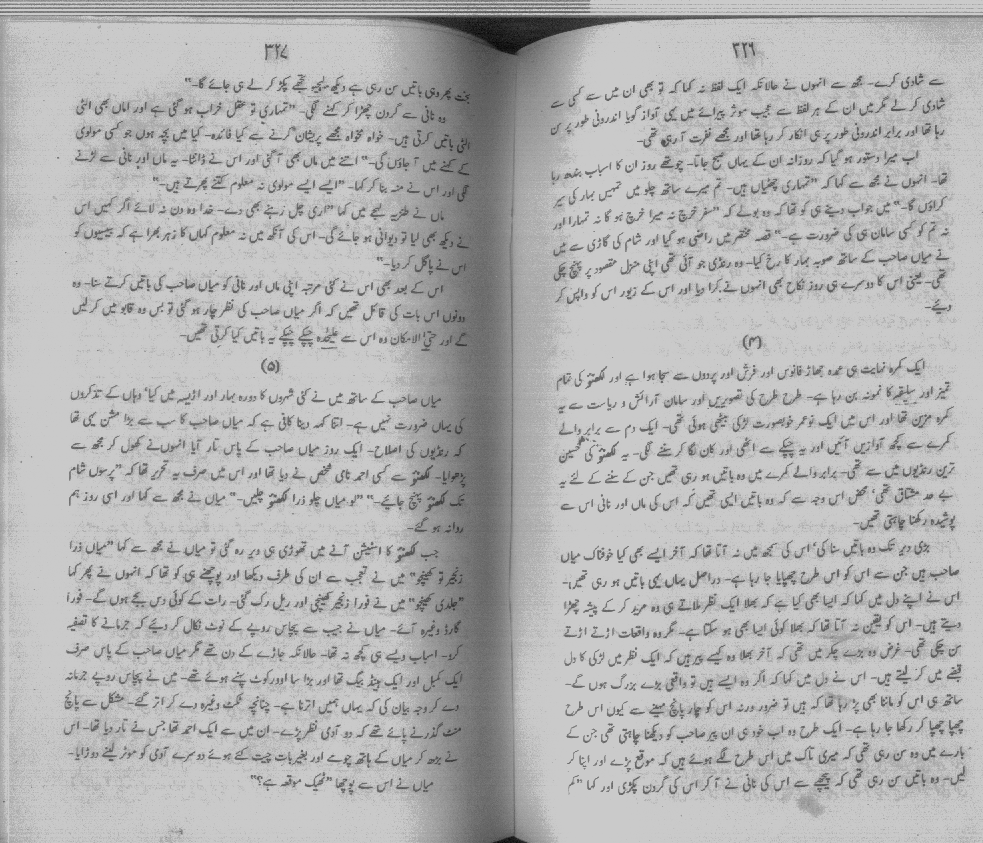 ۳۲۶
سے شادی کرے۔ مجھ سے انہوں نے حالانکہ ایک لفظ نہ کہا کہ تو بھی ان میں سے کسی سے
شادی کر لے مگر میں ان کے ہر لفظ سے عجیب موثر پیرائے میں یہی آواز گویا اندرونی طور پر سن
رہا تھا اور برابر اندرونی طور پر ہی انکار کر رہا تھا اور مجھے نفرت آ رہی تھی۔
اب میرا دستور ہو گیا کہ روزانہ ان کے یہاں صبح جاتا۔ چوتھے روز ان کا اسباب بندھ رہا
تھا۔ انہوں نے مجھ سے کہا کہ "تمہاری چھٹیاں ہیں۔ تم میرے ساتھ چلو میں تمہیں بہار کی سیر
کراؤں گا۔" میں جواب دینے ہی کو تھا کہ وہ بولے کہ "سفر خرچ نہ میرا خرچ ہو گا نہ تمہارا اور
نہ تم کو کسی سامان ہی کی ضرورت ہے۔" قصہ مختصر میں راضی ہو گیا اور شام کی گاڑی سے میں
نے میاں صاحب کے ساتھ صوبہ بہار کا رخ کیا۔ وہ رنڈی جو آئی تھی اپنی منزل مقصود پر پہنچ چکی
تھی۔ یعنی اس کا دوسرے ہی روز نکاح بھی انہوں نے کرا دیا اور اس کے زیور اس کو واپس کر
دیئے۔
(۴)
ایک کمرہ نہایت ہی عمدہ جھاڑ فانوس اور فرش اور پردوں سے سجا ہوا ہے اور لکھنؤ کی تمام
تمیز اور سلیقہ کا نمونہ بن رہا ہے۔ طرح طرح کی تصویریں اور سامان آرائش و ریاست سے یہ
کمرہ مزین تھا اور اس میں ایک نوعمر خوبصورت لڑکی بیٹھی ہوئی تھی۔ ایک دم سے برابر والے
کمرے سے کچھ آوازیں آئیں اور یہ چپکے سے اٹھی اور کان لگا کر سننے لگی۔ یہ لکھنؤ کی حسین
ترین رنڈیوں میں سے تھی۔ برابر والے کمرے میں وہ باتیں ہو رہی تھیں جن کے سننے کے لئے یہ
بے حد مشتاق تھی' محض اس وجہ سے کہ وہ باتیں ایسی تھیں کہ اس کی ماں اور نانی اس سے
پوشیدہ رکھنا چاہتی تھیں۔
بڑی دیر تک وہ باتیں سنا کی' اس کی سمجھ میں نہ آتا تھا کہ آخر ایسے بھی کیا خوفناک میاں
صاحب ہیں جن سے اس کو اس طرح چھپایا جا رہا ہے۔ دراصل یہاں یہی باتیں ہو رہی تھیں۔
اس نے اپنے دل میں کہا کہ ایسا بھی کیا ہے کہ بھلا ایک نظر ملاتے ہی وہ مرید کر کے پیشہ چھڑا
دیتے ہیں۔ اس کو یقین نہ آتا تھا کہ بھلا کوئی ایسا بھی ہو سکتا ہے۔ مگر وہ واقعات اڑتے اڑتے
سن چکی تھی۔ غرض وہ بڑے چکر میں تھی کہ آخر بھلا وہ کیسے پیر ہیں کہ ایک نظر میں لڑکی کا دل
قبضے میں کر لیتے ہیں۔ اس نے دل میں کہا کہ اگر وہ ایسے ہیں تو واقعی بڑے بزرگ ہوں گے۔
ساتھ ہی اس کو ماننا بھی پڑ رہا تھا کہ ہیں تو ضرور ورنہ اس کو چار پانچ مہینے سے کیوں اس طرح
چھپا چھپا کر رکھا جا رہا ہے۔ ایک طرح وہ اب خود ہی ان پیر صاحب کو دیکھنا چاہتی تھی جن کے
بارے میں وہ سن رہی تھی کہ میری تاک میں اس طرح لگے ہوئے ہیں کہ موقع پڑے اور اپنا کر
لیں۔ وہ باتیں سن رہی تھی کہ پیچھے سے اس کی نانی نے آ کر اس کی گردن پکڑی اور کہا "کم
۳۲۷
بخت پھر وہی باتیں سن رہی ہے دیکھ لیجیو تجھے پکڑ کر لے ہی جائے گا۔"
وہ نانی سے گردن چھڑا کر کہنے لگی۔ "تمہاری تو عقل خراب ہو گئی ہے اور اماں بھی الٹی
الٹی باتیں کرتی ہیں۔ خواہ مخواہ مجھے پریشان کرنے سے کیا فائدہ۔ کیا میں بچہ ہوں جو کسی مولوی
کے کہنے میں آ جاؤں گی۔" اتنے میں ماں بھی آ گئی اور اس نے ڈانٹا۔ یہ ماں اور نانی سے لڑنے
لگی اور اس نے منہ بنا کر کہا۔ "ایسے ایسے مولوی نہ معلوم کتنے پھرتے ہیں۔"
ماں نے طنزیہ لہجے میں کہا "اری چل رہنے بھی دے۔ خدا وہ دن نہ لائے اگر کہیں اس
نے دیکھ بھی لیا تو دیوانی ہو جائے گی۔ اس کی آنکھ میں نہ معلوم کہاں کا زہر بھرا ہے کہ بیسیوں کو
اس نے پاگل کر دیا۔"
اس کے بعد بھی اس نے کئی مرتبہ اپنی ماں اور نانی کو میاں صاحب کی باتیں کرتے سنا۔ وہ
دونوں اس بات کی قائل تھیں کہ اگر میاں صاحب کی نظر چار ہو گئی تو بس وہ قابو میں کر لیں
گے اور حتیٰ الامکان وہ اس سے علیٰحدہ چپکے چپکے یہ باتیں کیا کرتی تھیں۔
(۵)
میاں صاحب کے ساتھ میں نے کئی شہروں کا دورہ بہار اور اڑیسہ میں کیا' وہاں کے تذکروں
کی یہاں ضرورت نہیں ہے۔ اتنا کہہ دینا کافی ہے کہ میاں صاحب کا سب سے بڑا مشن یہی تھا
کہ رنڈیوں کی اصلاح۔ ایک روز میاں صاحب کے پاس تار آیا انہوں نے کھول کر مجھ سے
پڑھوایا۔ لکھنؤ سے کسی احمد نامی شخص نے دیا تھا اور اس میں صرف یہ تحریر تھا کہ "پرسوں شام
تک لکھنؤ پہنچ جائیے۔" "لو میاں چلو ذرا لکھنؤ چلیں۔" میاں نے مجھ سے کہا اور اسی روز ہم
روانہ ہو گئے۔
جب لکھنؤ کا اسٹیشن آنے میں تھوڑی ہی دیر رہ گئی تو میاں نے مجھ سے کہا "میاں ذرا
زنجیر تو کھینچو" میں نے تعجب سے ان کی طرف دیکھا اور پوچھنے ہی کو تھا کہ انہوں نے پھر کہا
"جلدی کھینچو" میں نے فورا زنجیر کھینچی اور ریل رک گئی۔ رات کے کوئی دس بجے ہوں گے۔ فورا
گارڈ وغیرہ آئے۔ میاں نے جیب سے پچاس روپے کے نوٹ نکال کر دیئے کہ جرمانے کا تصفیہ
کرو۔ اسباب ویسے ہی کچھ نہ تھا۔ حالانکہ جاڑے کے دن تھے مگر میاں صاحب کے پاس صرف
ایک کمبل اور ایک ہینڈ بیگ تھا اور بڑا سا اوورکوٹ پہنے ہوئے تھے۔ میں نے پچاس روپے جرمانہ
دے کر وجہ بیان کی کہ یہاں ہمیں اترنا ہے۔ چنانچہ ٹکٹ وغیرہ دے کر اتر گئے۔ مشکل سے پانچ
منٹ گذرنے پائے تھے کہ دو آدمی نظر پڑے۔ ان میں سے ایک احمد تھا جس نے تار دیا تھا۔ اس
نے بڑھ کر میاں کے ہاتھ چومے اور بغیر بات چیت کئے ہوئے دوسرے آدمی کو موٹر لینے دوڑایا۔
میاں نے اس سے پوچھا "ٹھیک موقعہ ہے؟"